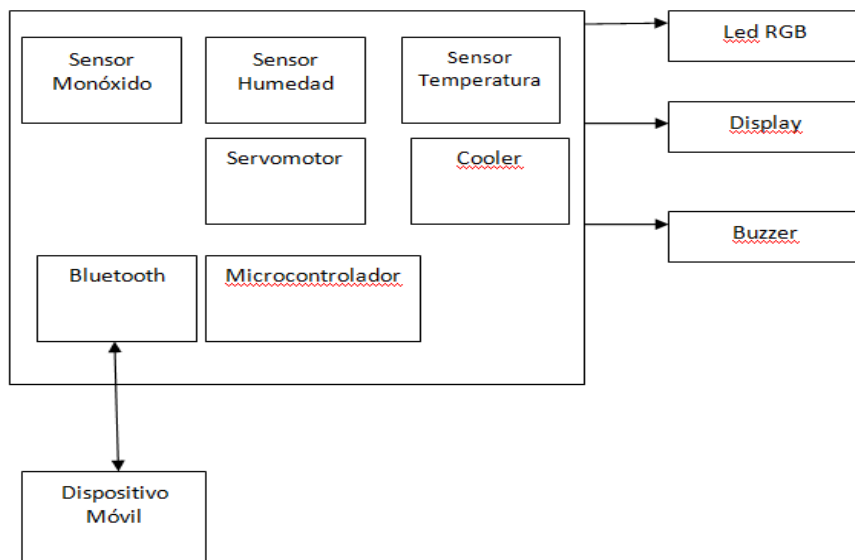 Sensor
Monóxido
Sensor
Humedad
Sensor
Temperatura
Led RGB
Display
Servomotor
Cooler
Buzzer
Bluetooth
Microcontrolador
Dispositivo
Móvil